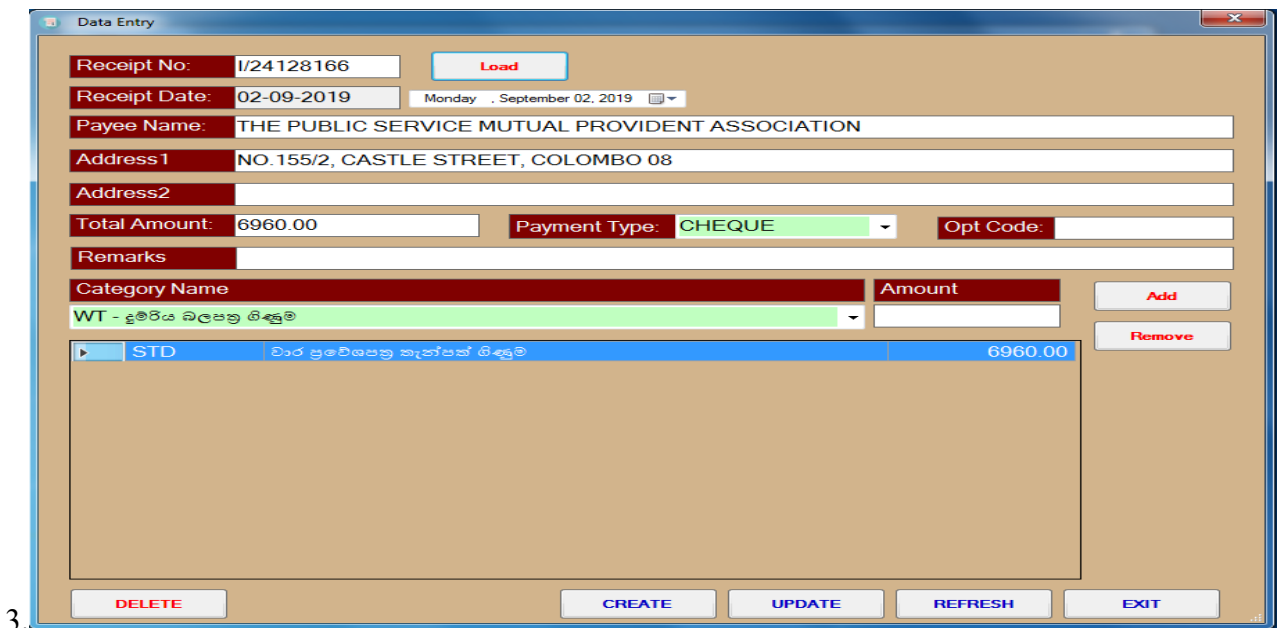 Data Entry
Receipt No: I/24128166 Load
Receipt Date: 02-09-2019 Monday , September 02, 2019
Payee Name: THE PUBLIC SERVICE MUTUAL PROVIDENT ASSOCIATION
Address1 NO.155/2, CASTLE STREET, COLOMBO 08
Address2
Total Amount: 6960.00 Payment Type: CHEQUE Opt Code:
Remarks
Category Name Amount Add
WT - දුම්රිය බලපත්‍ර ගිණුම
Remove
STD වාර ප්‍රවේශපත්‍ර තැන්පත් ගිණුම 6960.00
DELETE CREATE UPDATE REFRESH EXIT
3.